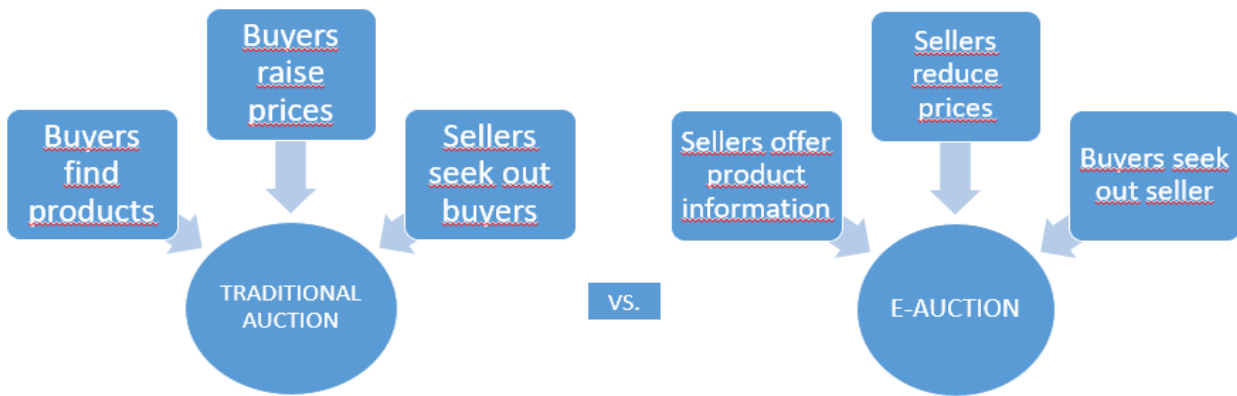 Buyers
find
products
Buyers
raise
prices
Sellers
seek out
buyers
TRADITIONAL
AUCTION
vs.
Sellers offer
product
information
Sellers
reduce
prices
Buyers seek
out seller
E-AUCTION